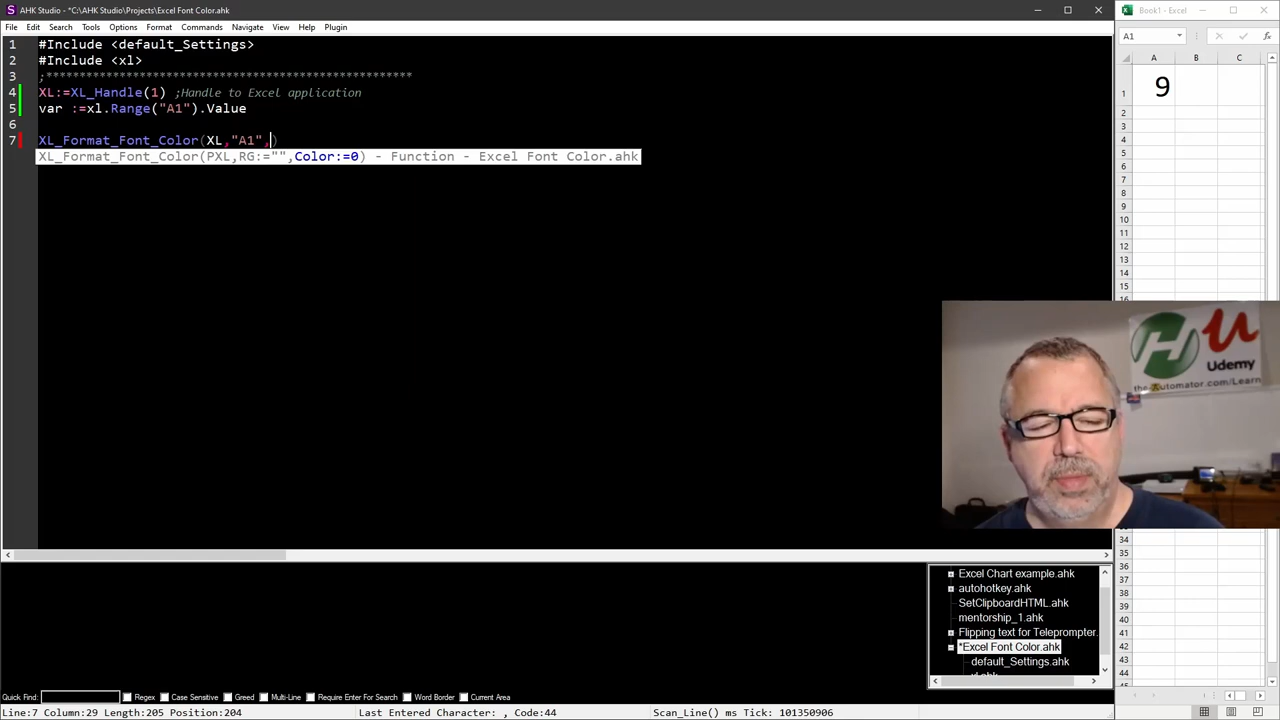 AHK Studio - *C:\AHK Studio\Projects\Excel Font Color.ahk
Book1 - Excel
File Edit Search Tools Options Format Commands Navigate View Help Plugin
A1
fx
A B C
1 #Include <default_Settings>
2 #Include <xl>
3 ;****************************************************
4 XL:=XL_Handle(1) ;Handle to Excel application
5 var :=xl.Range("A1").Value
6
7 XL_Format_Font_Color(XL,"A1",)
XL_Format_Font_Color(PXL,RG:="",Color:=0) - Function - Excel Font Color.ahk
1 9
2
3
4
5
6
7
8
9
10
11
12
13
14
15
16
H
u
Udemy
the-Automator.com/Learn
34
35
36
37
38
39
40
41
42
43
44
45
Excel Chart example.ahk
autohotkey.ahk
SetClipboardHTML.ahk
mentorship_1.ahk
Flipping text for Teleprompter.
*Excel Font Color.ahk
default_Settings.ahk
Quick Find: Regex Case Sensitive Greed Multi-Line Require Enter For Search Word Border Current Area
Line:7 Column:29 Length:205 Position:204 Last Entered Character: , Code:44 Scan_Line() ms Tick: 101350906